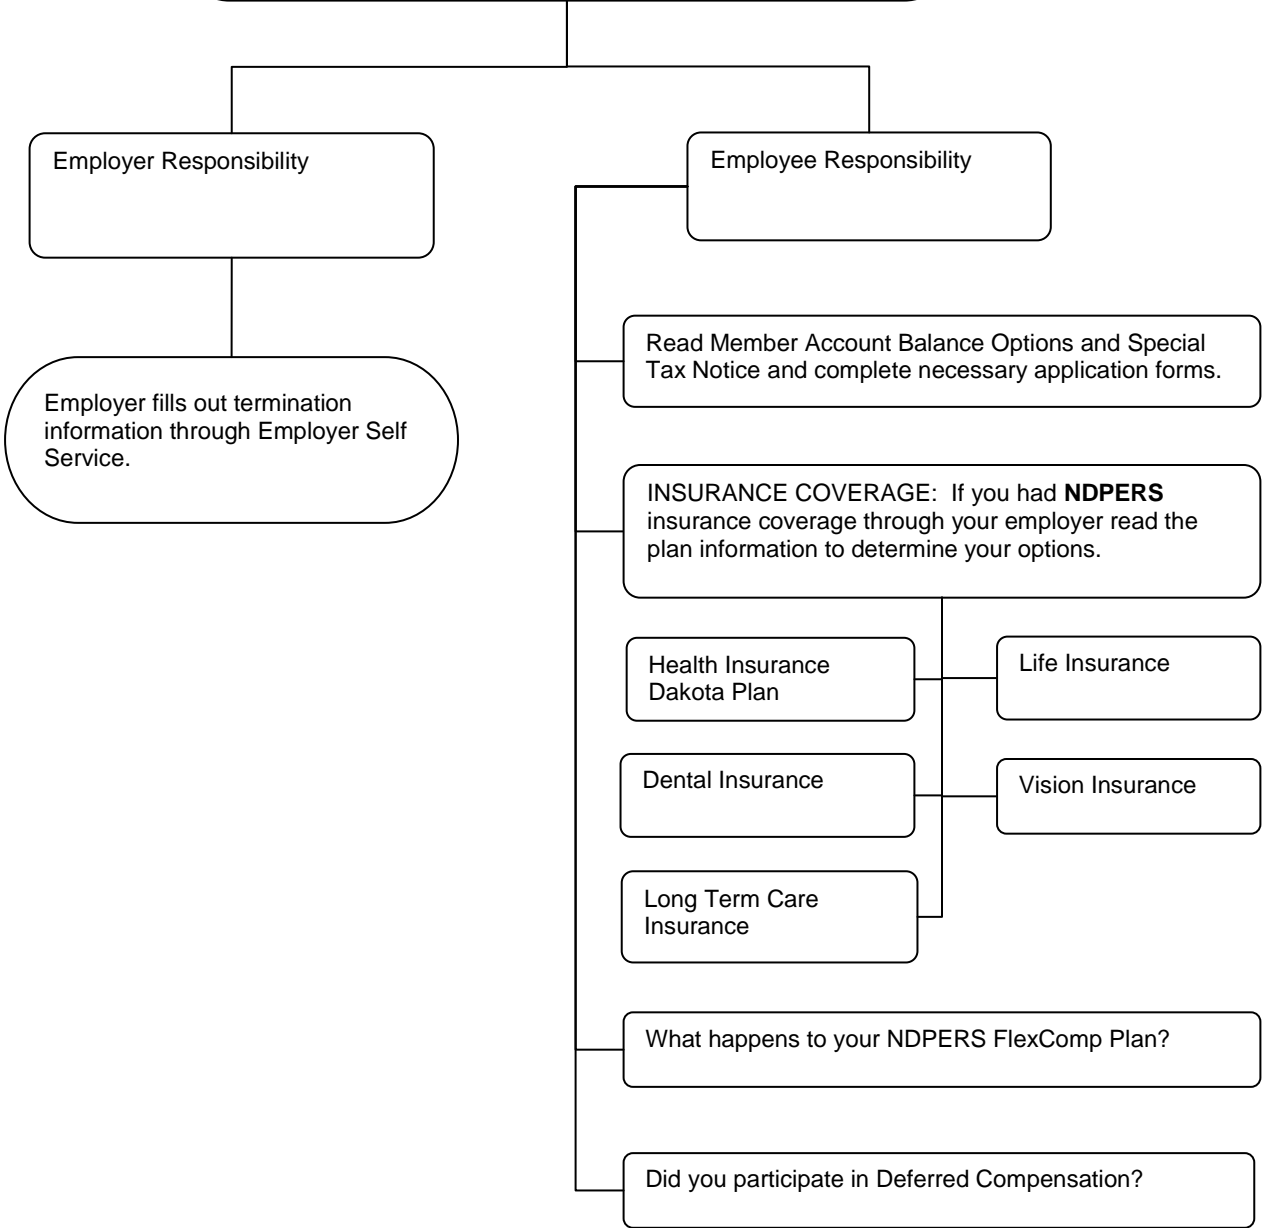 Employer Responsibility
Employee Responsibility
Employer fills out termination
information through Employer Self
Service.
Read Member Account Balance Options and Special
Tax Notice and complete necessary application forms.
INSURANCE COVERAGE:  If you had NDPERS
insurance coverage through your employer read the
plan information to determine your options.
Health Insurance
Dakota Plan
Life Insurance
Dental Insurance
Vision Insurance
Long Term Care
Insurance
What happens to your NDPERS FlexComp Plan?
Did you participate in Deferred Compensation?